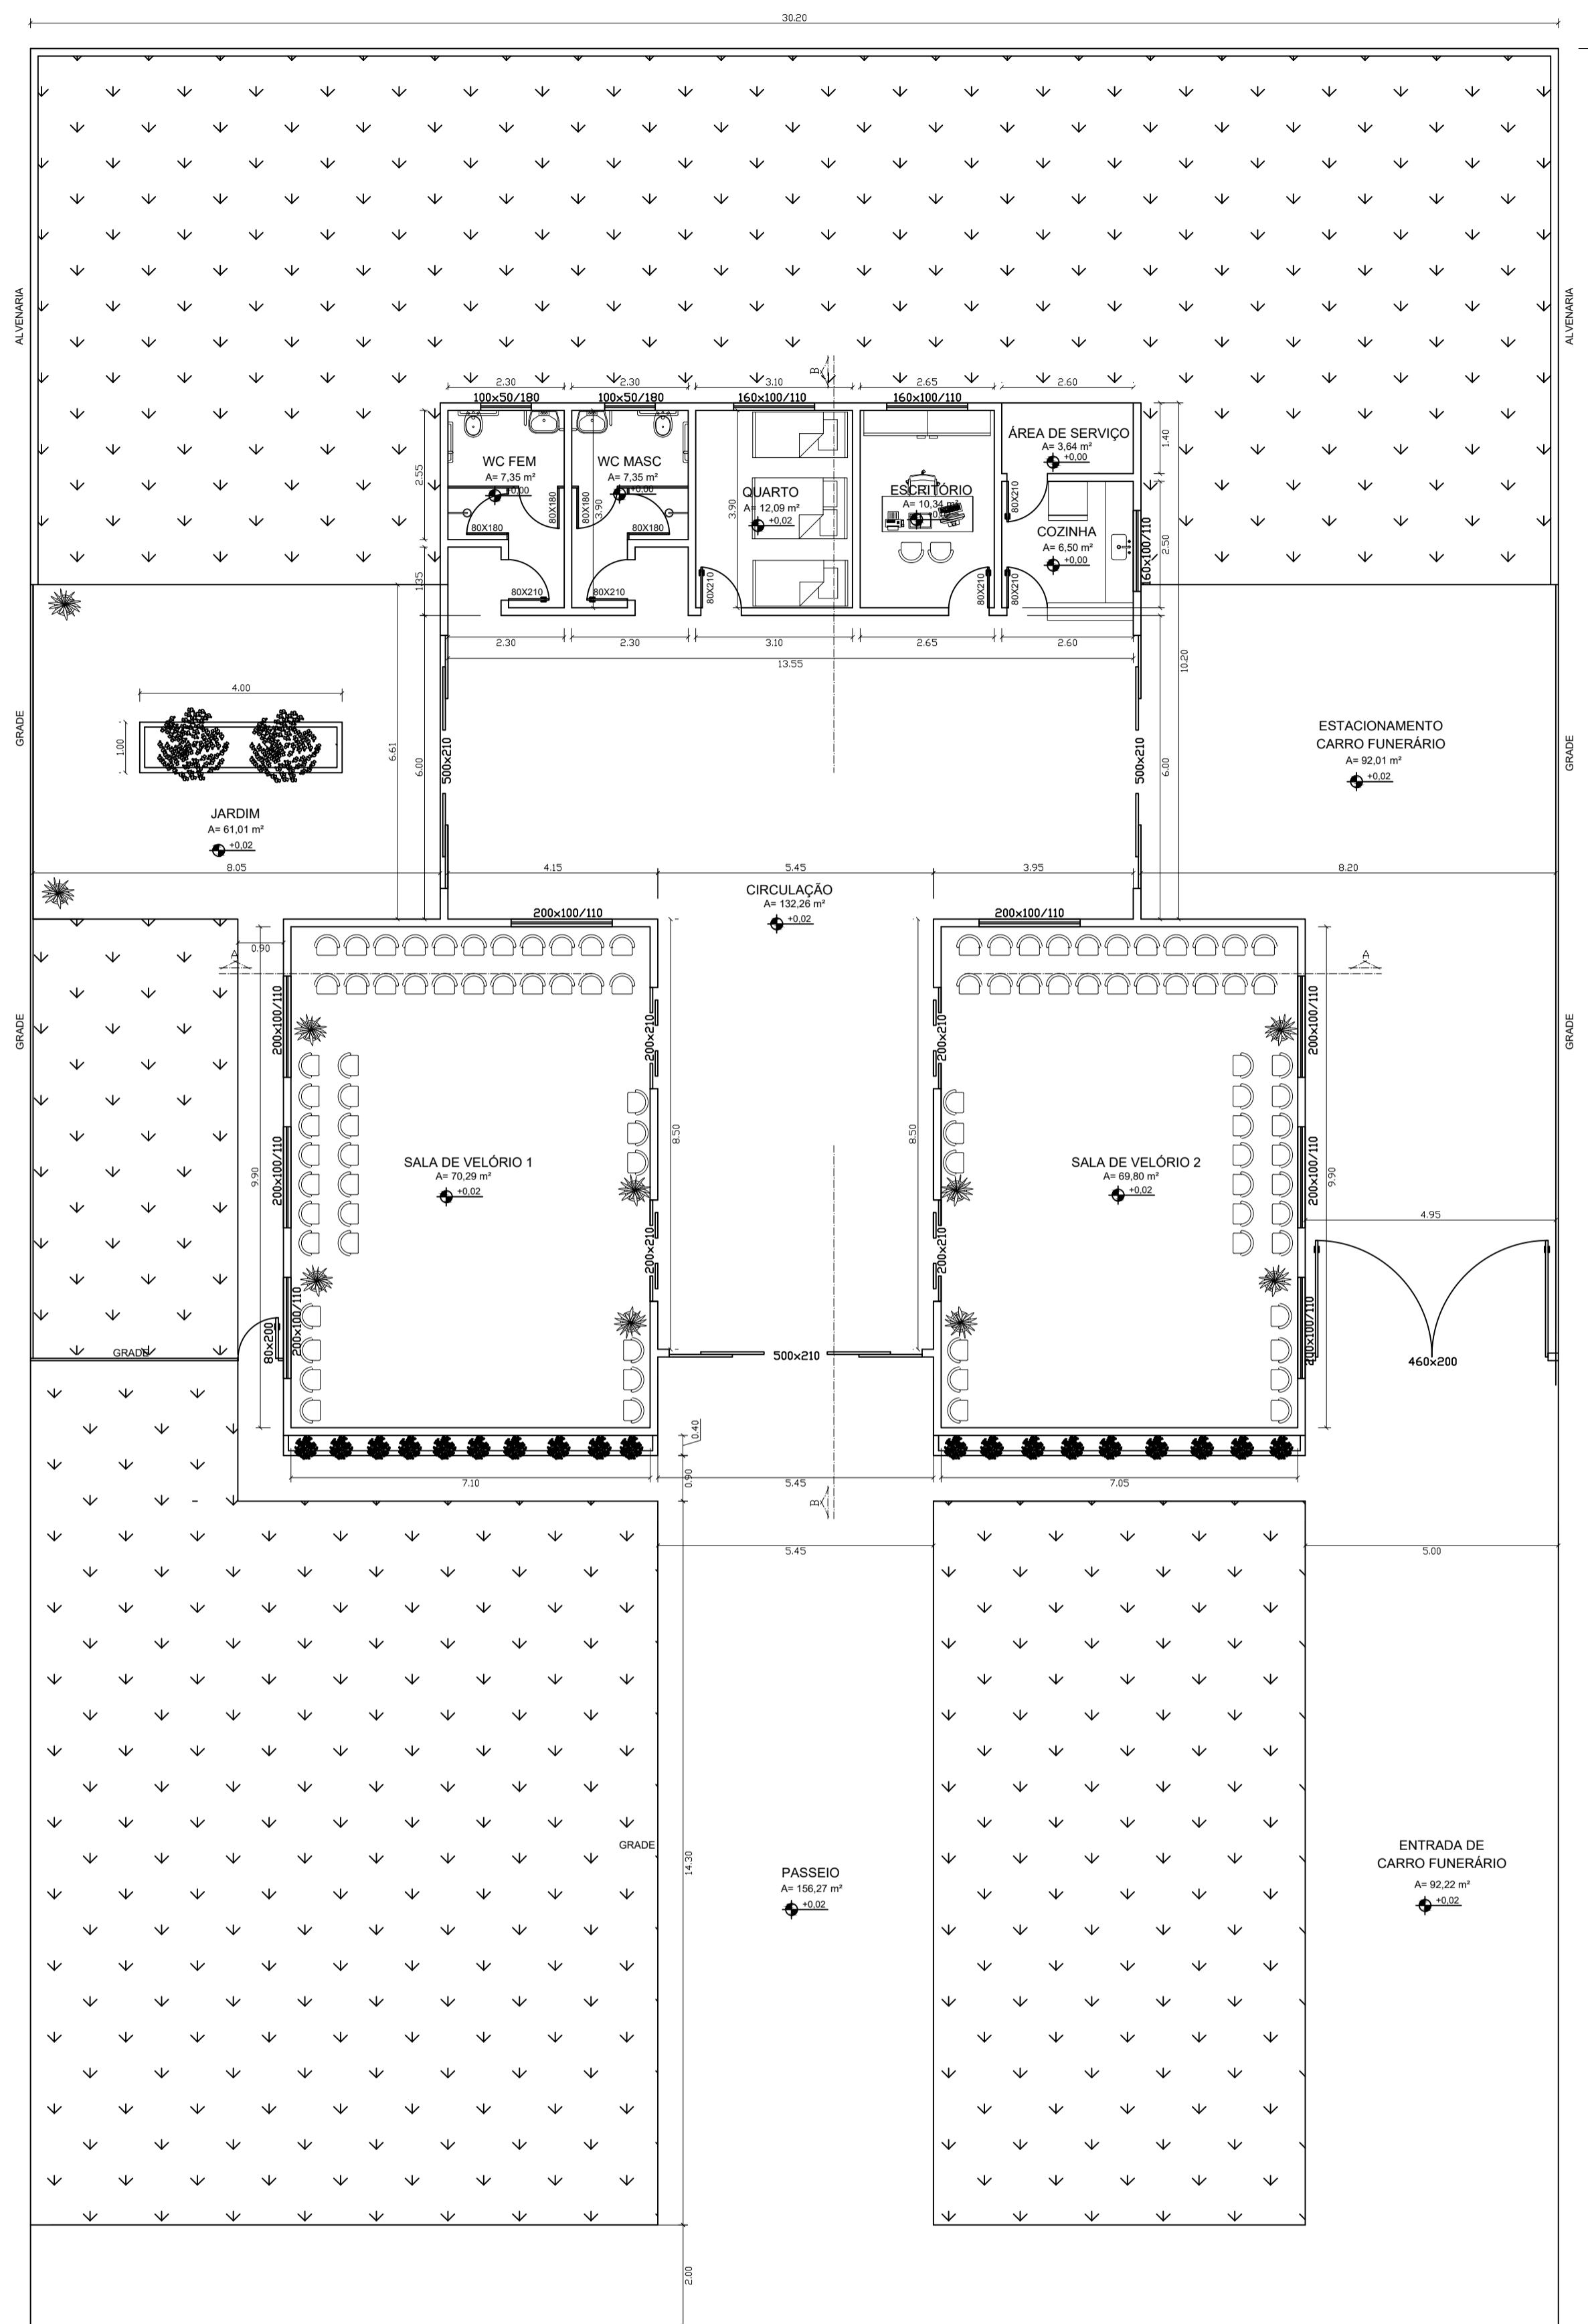 30.20
ALVENARIA
ALVENARIA
2.30
2.30
3.10
B
2.65
2.60
100x50/180
100x50/180
160x100/110
160x100/110
WC FEM
A= 7,35 m²
+0,00
WC MASC
A= 7,35 m²
+0,00
QUARTO
A= 12,09 m²
+0,02
ESCRITÓRIO
A= 10,34 m²
ÁREA DE SERVIÇO
A= 3,64 m²
+0,00
COZINHA
A= 6,50 m²
+0,00
2.55
1.35
80X180
80X180
80X180
80X180
3.90
3.90
80X210
80X210
80X210
80X210
80X210
80X210
160x100/110
1.40
2.50
2.30
2.30
3.10
2.65
2.60
13.55
10.20
4.00
1.00
GRADE
GRADE
6.61
6.00
500x210
500x210
6.00
ESTACIONAMENTO
CARRO FUNERÁRIO
A= 92,01 m²
+0,02
JARDIM
A= 61,01 m²
+0,02
8.05
4.15
5.45
3.95
8.20
CIRCULAÇÃO
A= 132,26 m²
+0,02
200x100/110
200x100/110
0.90
A
A
GRADE
GRADE
200x100/110
200x210
200x210
200x100/110
8.50
8.50
SALA DE VELÓRIO 1
A= 70,29 m²
+0,02
SALA DE VELÓRIO 2
A= 69,80 m²
+0,02
9.90
200x100/110
200x100/110
9.90
200x210
200x210
4.95
200x100/110
80x200
GRADE
500x210
200x100/110
460x200
0.40
7.10
0.90
5.45
7.05
B
5.45
5.00
GRADE
14.30
PASSEIO
A= 156,27 m²
+0,02
ENTRADA DE
CARRO FUNERÁRIO
A= 92,22 m²
+0,02
2.00